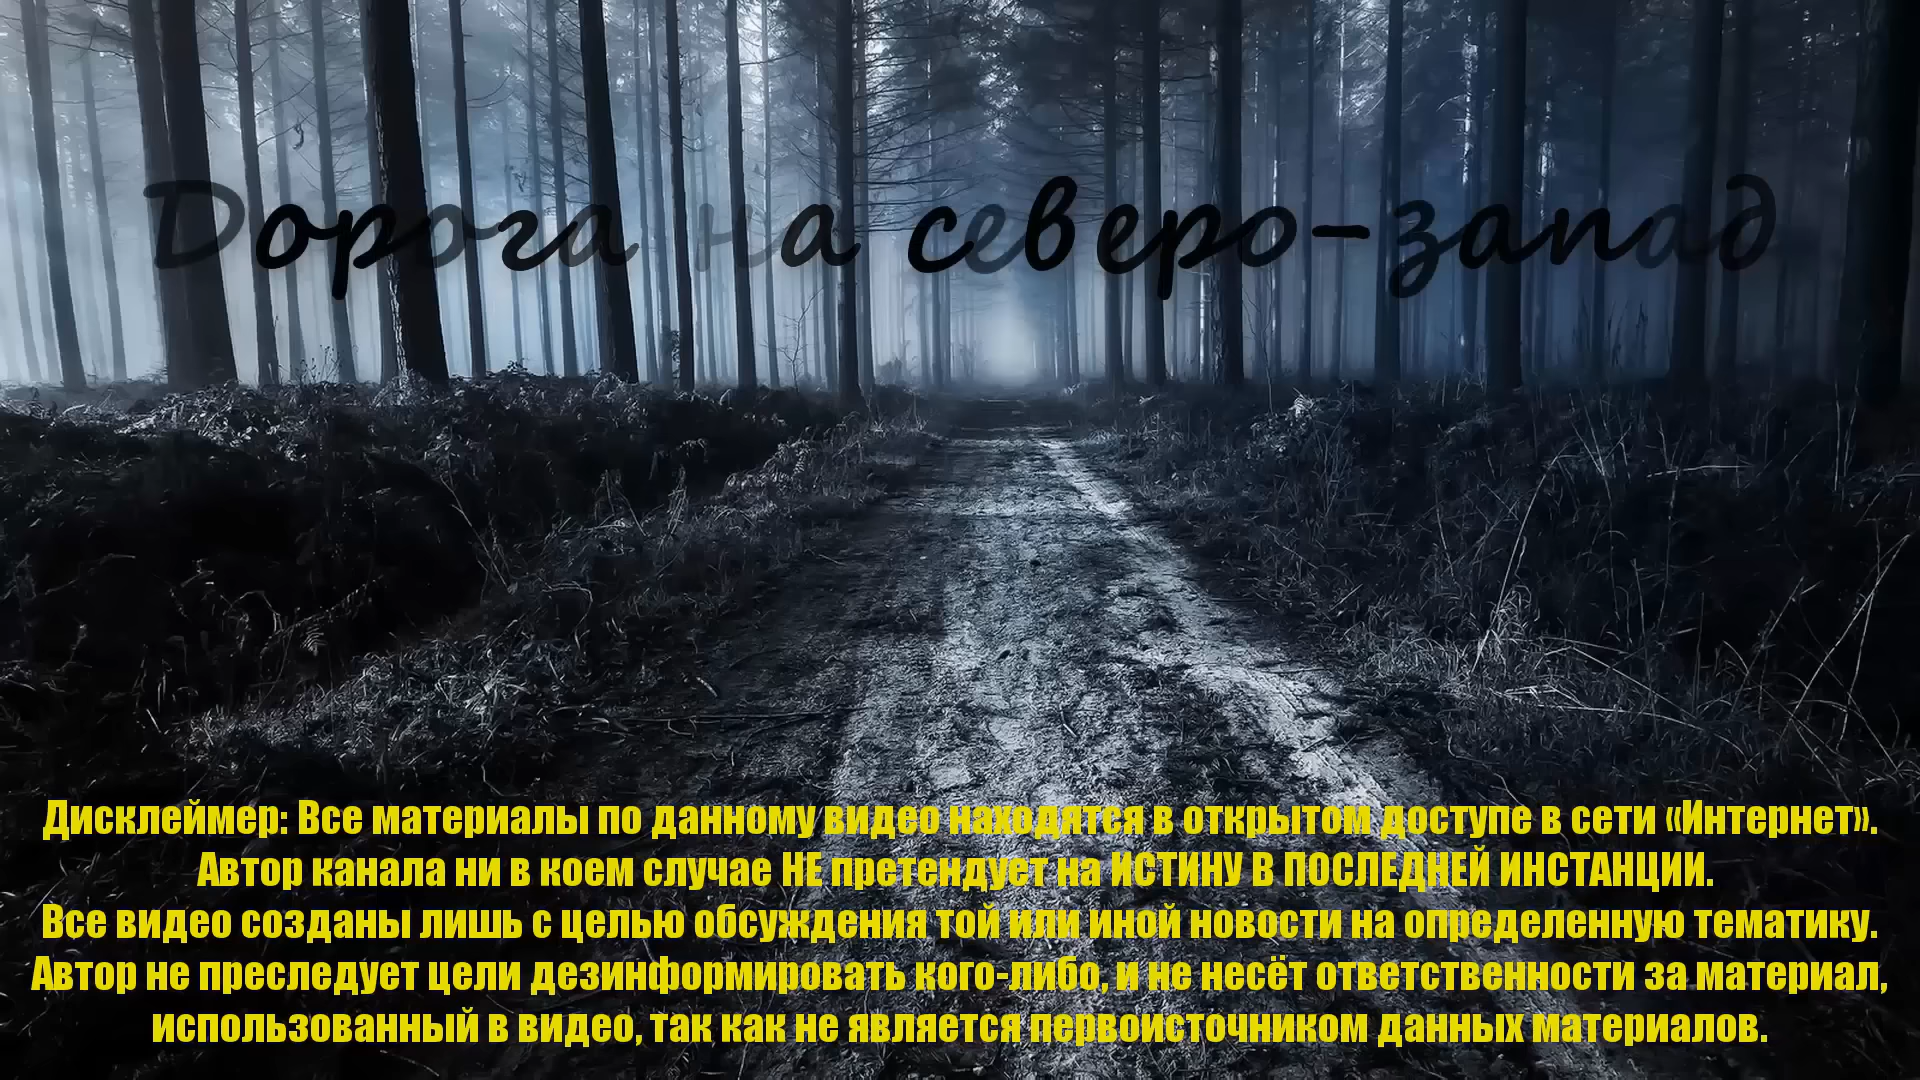 Дорога на северо-запад
Дисклеймер: Все материалы по данному видео находятся в открытом доступе в сети «Интернет».
Автор канала ни в коем случае НЕ претендует на ИСТИНУ В ПОСЛЕДНЕЙ ИНСТАНЦИИ.
Все видео созданы лишь с целью обсуждения той или иной новости на определенную тематику.
Автор не преследует цели дезинформировать кого-либо, и не несёт ответственности за материал,
использованный в видео, так как не является первоисточником данных материалов.